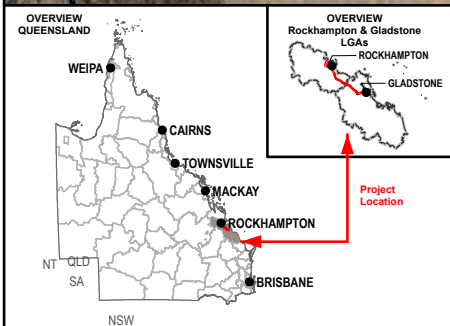 OVERVIEW
QUEENSLAND
WEIPA
CAIRNS
TOWNSVILLE
MACKAY
ROCKHAMPTON
BRISBANE
NT
QLD
SA
NSW
OVERVIEW
Rockhampton & Gladstone
LGAs
ROCKHAMPTON
GLADSTONE
Project
Location